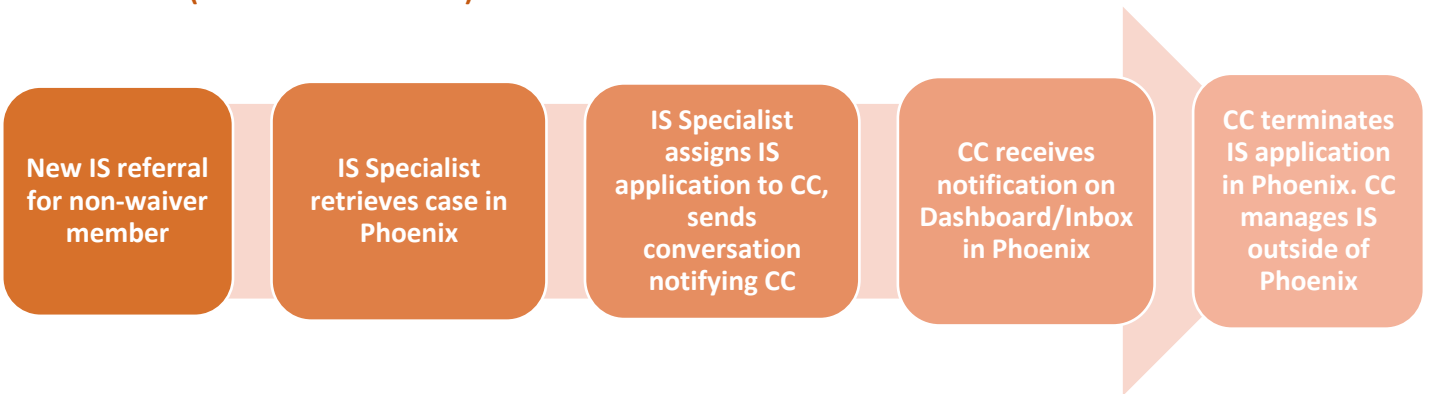 New IS referral
for non-waiver
member
IS Specialist
retrieves case in
Phoenix
IS Specialist
assigns IS
application to CC,
sends
conversation
notifying CC
CC receives
notification on
Dashboard/Inbox
in Phoenix
CC terminates
IS application
in Phoenix. CC
manages IS
outside of
Phoenix